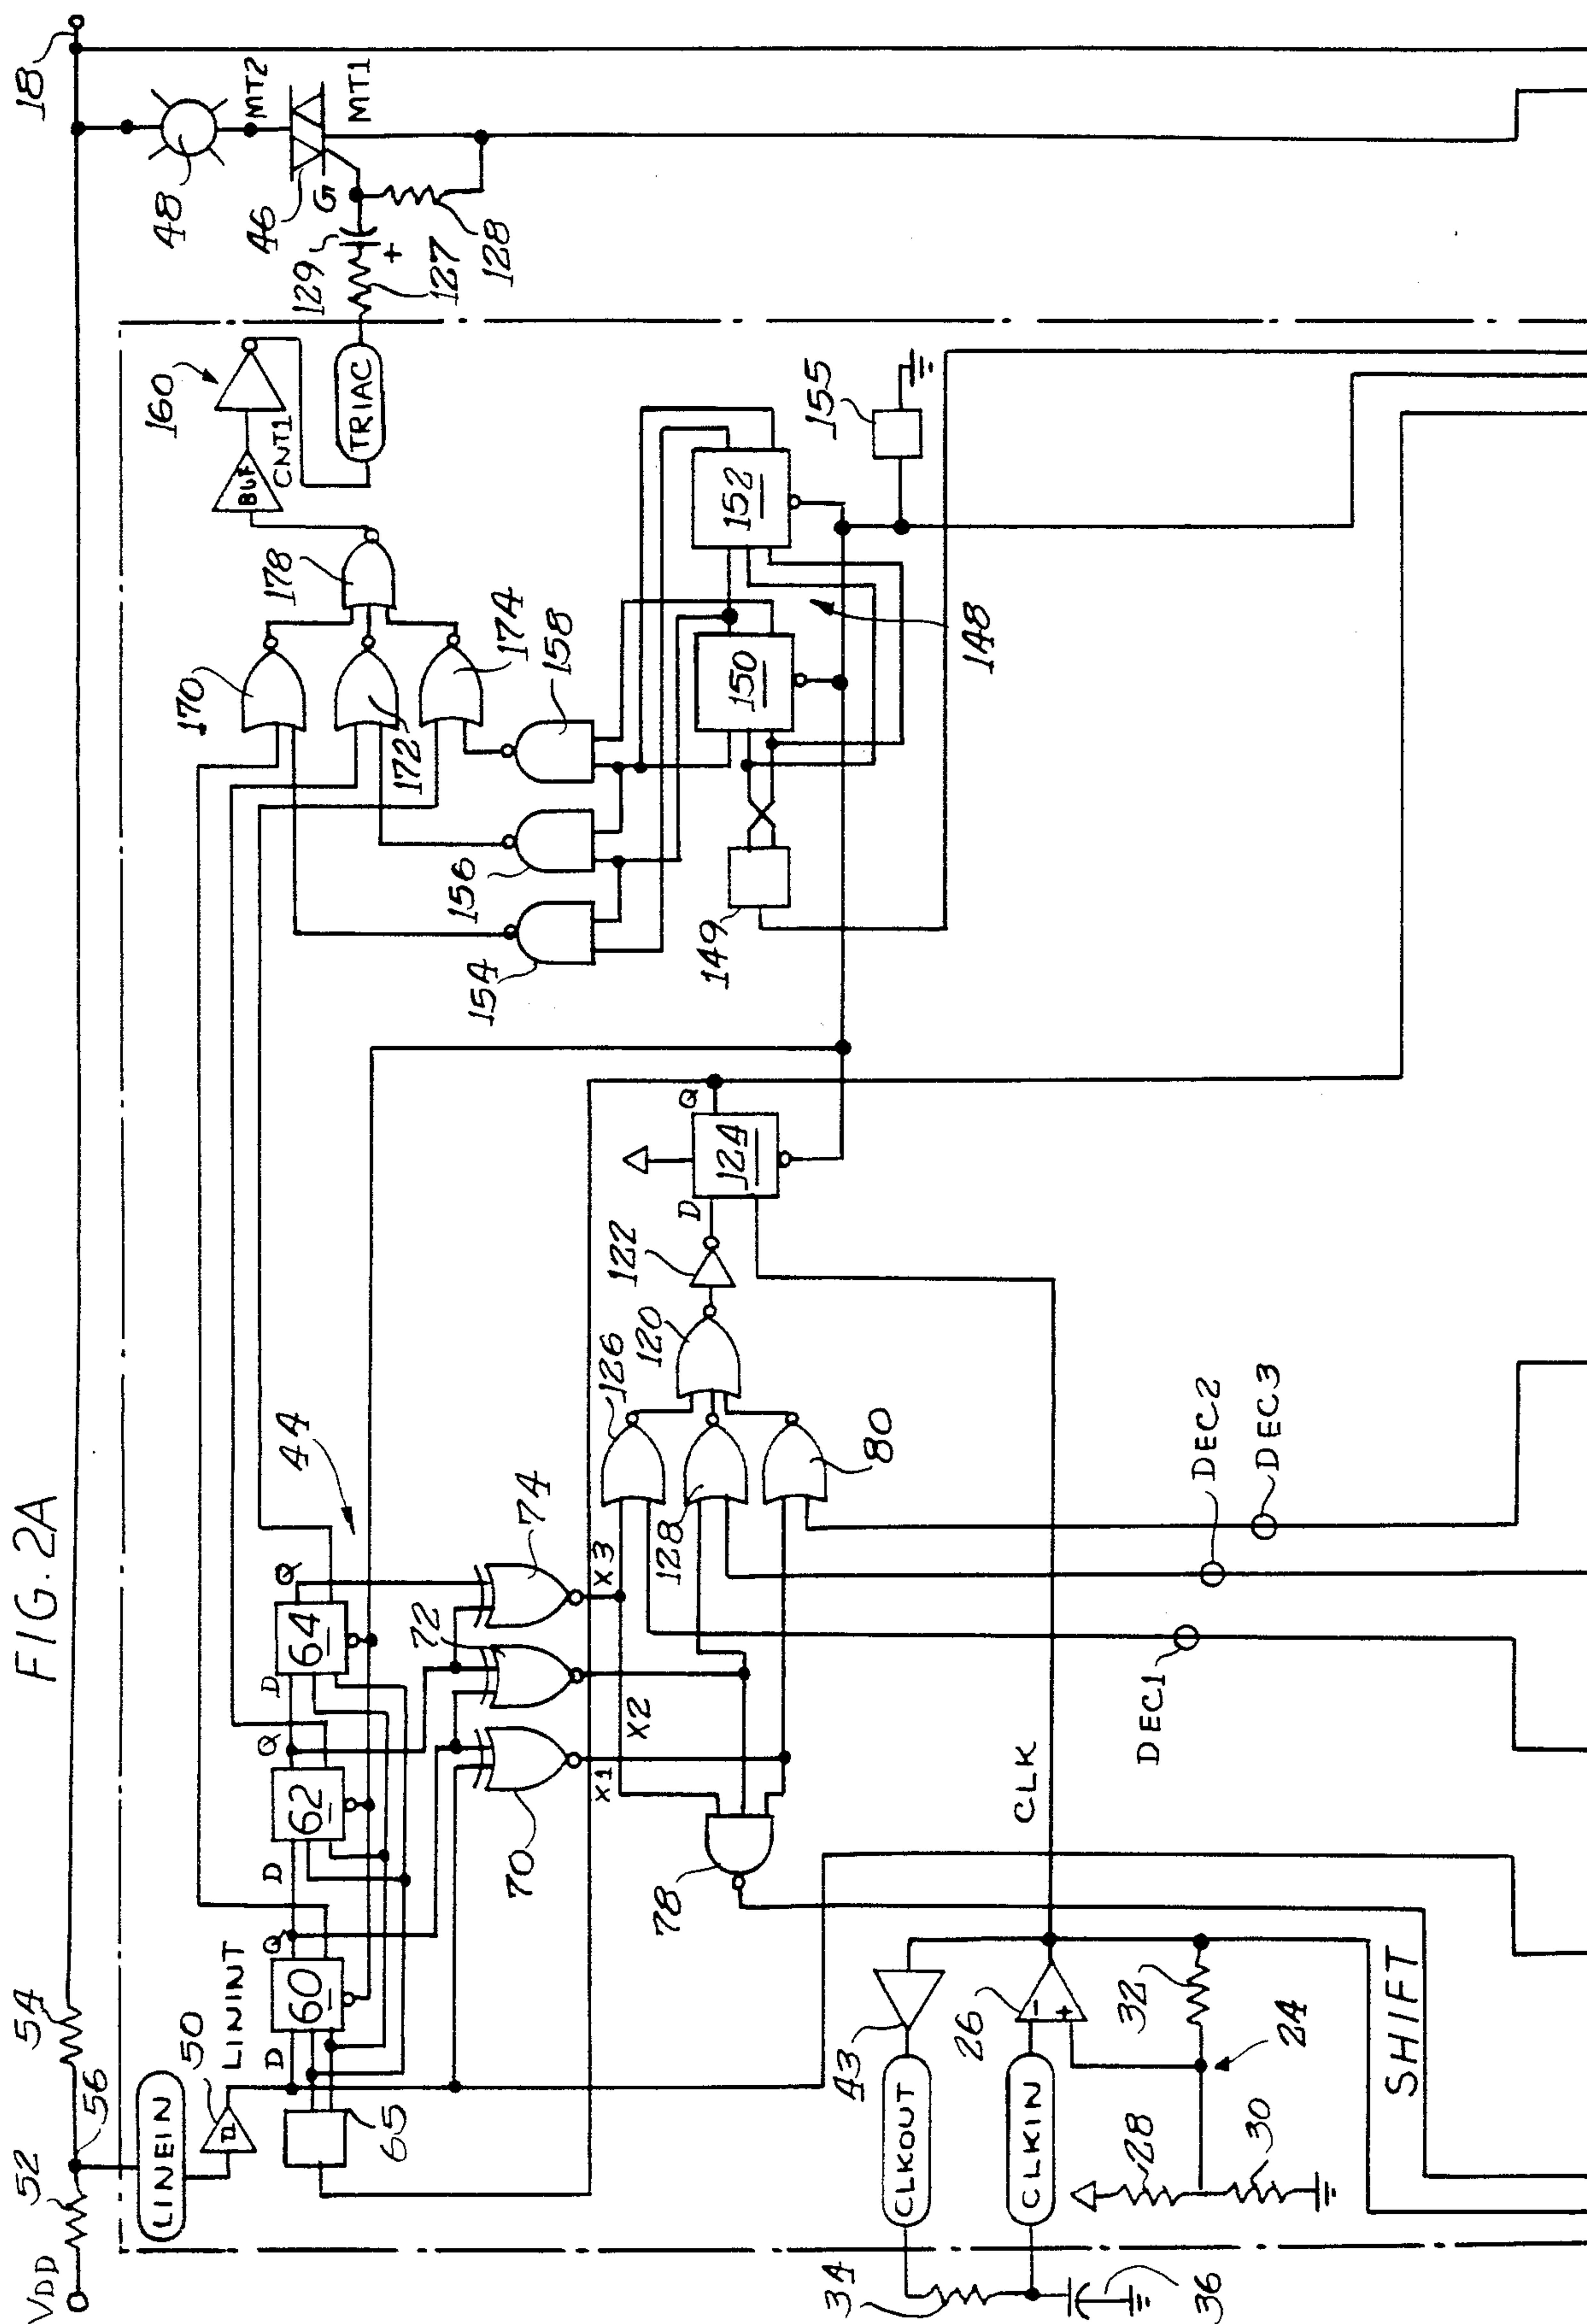 FIG. 2A
VDD
52
56
54
18
LINEIN
50
LININT
D
60
Q
D
62
Q
D
64
Q
65
44
70
72
74
X1
X2
X3
78
126
128
80
120
122
D
124
Q
CLK
DEC1
DEC2
DEC3
CLKOUT
43
CLKIN
26
-
+
32
24
28
30
34
36
SHIFT
48
MT2
MT1
46
G
129
+
127
128
160
BUF
CNT1
TRIAC
170
172
174
178
154
156
158
149
150
152
148
155